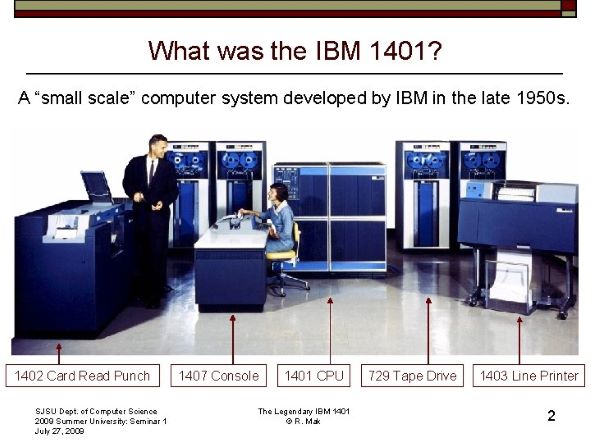 What was the IBM 1401?
A “small scale” computer system developed by IBM in the late 1950s.
1402 Card Read Punch
1407 Console
1401 CPU
729 Tape Drive
1403 Line Printer
SJSU Dept. of Computer Science
2009 Summer University: Seminar 1
July 27, 2009
The Legendary IBM 1401
© R. Mak
2